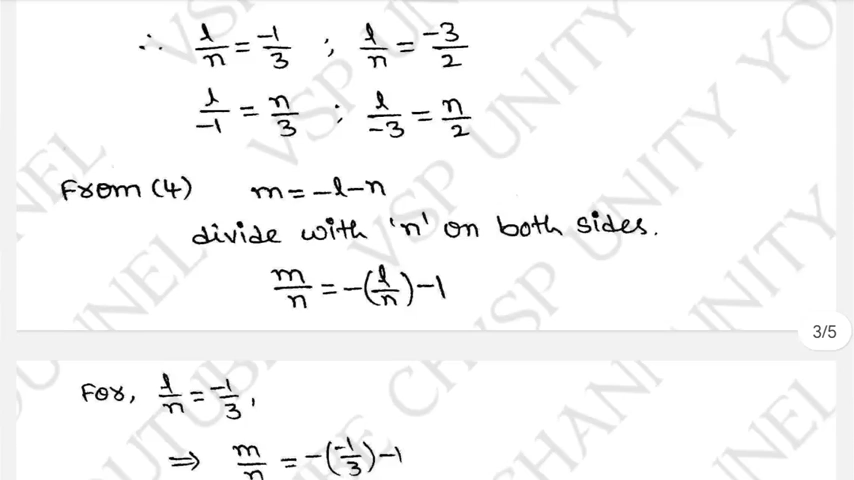 ∴ l/n = -1/3 ; l/n = -3/2
l/-1 = n/3 ; l/-3 = n/2
From (4) m = -l-n
divide with 'n' on both sides.
m/n = -(l/n)-1
3/5
For, l/n = -1/3,
⇒ m/n = -(-1/3)-1